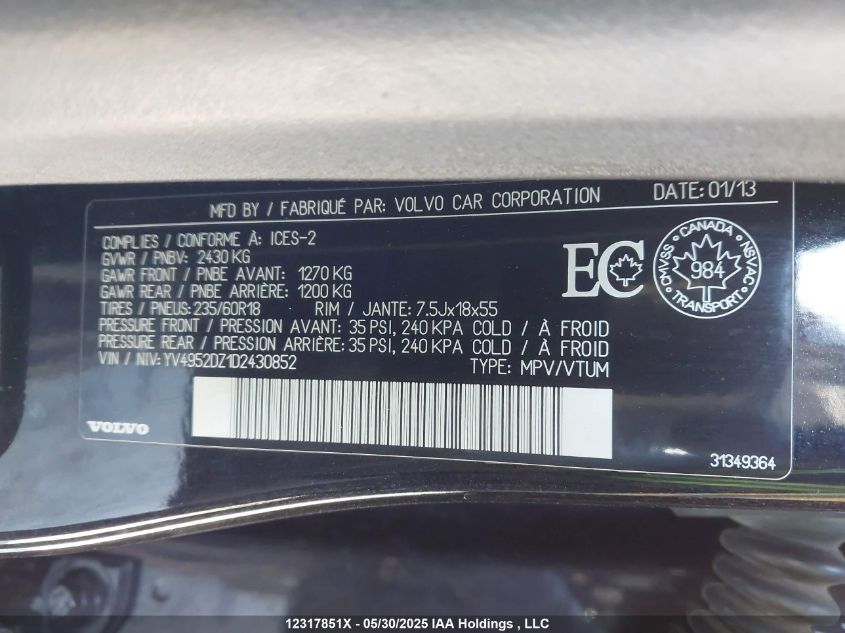 MFD BY / FABRIQUÉ PAR: VOLVO CAR CORPORATION DATE: 01/13
COMPLIES / CONFORME À: ICES-2
GVWR / PNBV: 2430 KG
GAWR FRONT / PNBE AVANT: 1270 KG
GAWR REAR / PNBE ARRIÈRE: 1200 KG
TIRES / PNEUS: 235/60R18 RIM / JANTE: 7.5Jx18x55
PRESSURE FRONT / PRESSION AVANT: 35 PSI, 240 KPA COLD / À FROID
PRESSURE REAR / PRESSION ARRIÈRE: 35 PSI, 240 KPA COLD / À FROID
VIN / NIV: YV4952DZ1D2430852 TYPE: MPV/VTUM
EC
CANADA
CMVSS 984 NSVAC
TRANSPORT
VOLVO
31349364
12317851X - 05/30/2025 IAA Holdings , LLC